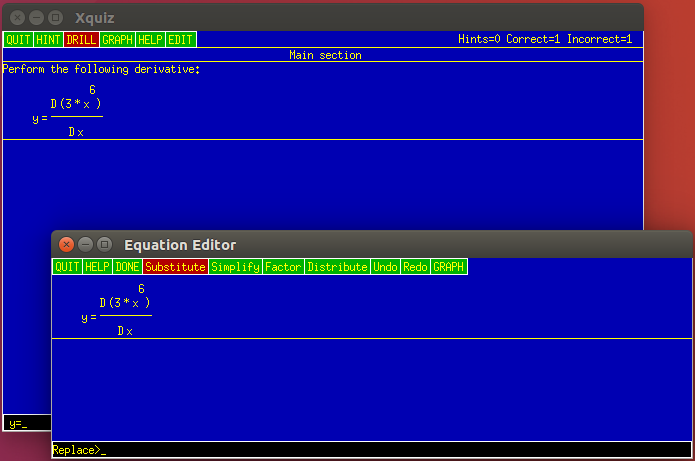 Xquiz
QUIT HINT DRILL GRAPH HELP EDIT Hints=0 Correct=1 Incorrect=1
Main section
Perform the following derivative:
6
D(3*x )
y=
Dx
Equation Editor
QUIT HELP DONE Substitute Simplify Factor Distribute Undo Redo GRAPH
6
D(3*x )
y=
Dx
y=_
Replace>_